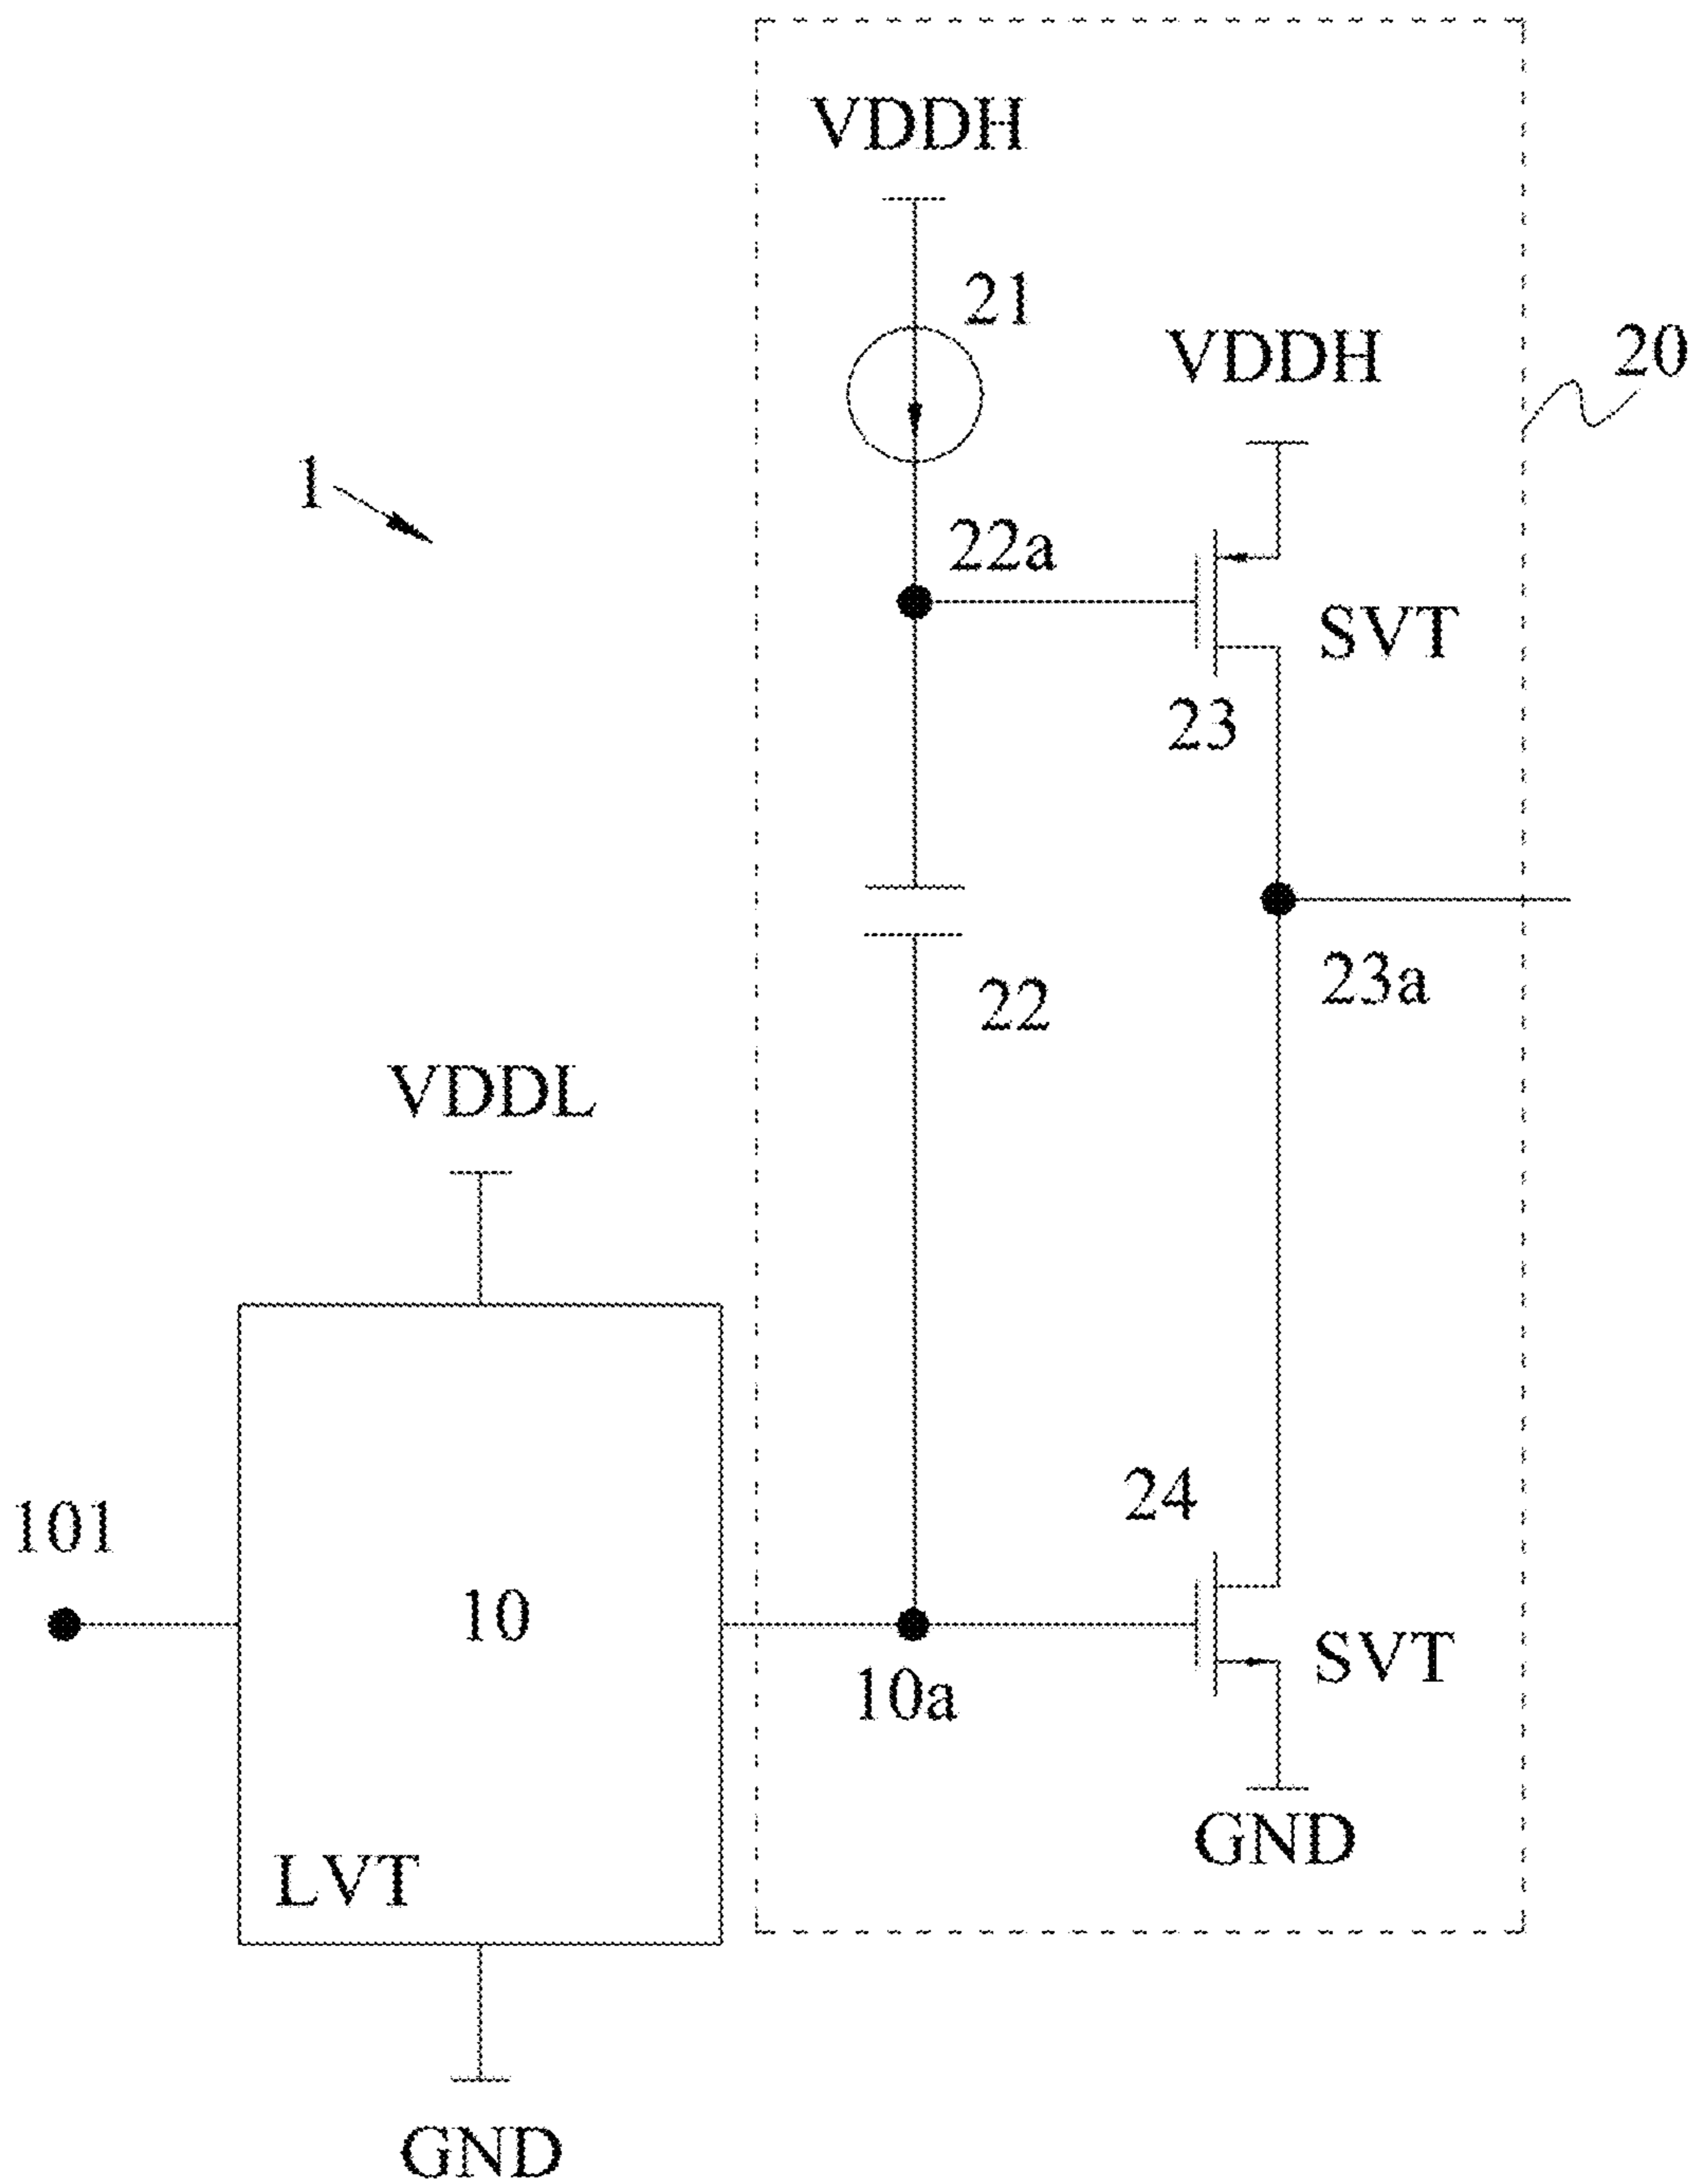 VDDH
21
VDDH
20
1
22a
SVT
23
22
23a
VDDL
24
101
10
SVT
10a
GND
LVT
GND